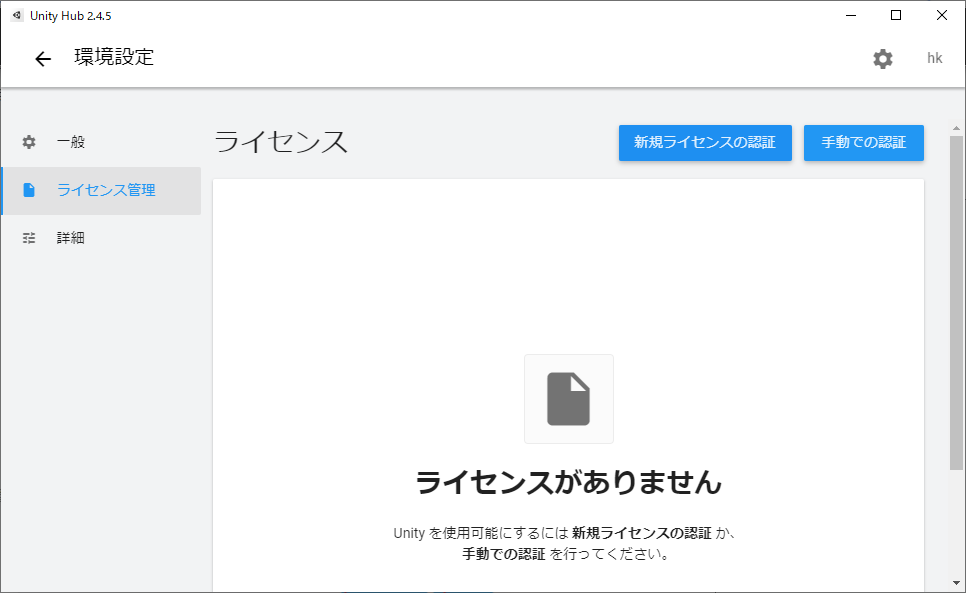 Unity Hub 2.4.5
環境設定
hk
一般
ライセンス管理
詳細
ライセンス
新規ライセンスの認証
手動での認証
ライセンスがありません
Unity を使用可能にするには 新規ライセンスの認証 か、
手動での認証 を行ってください。